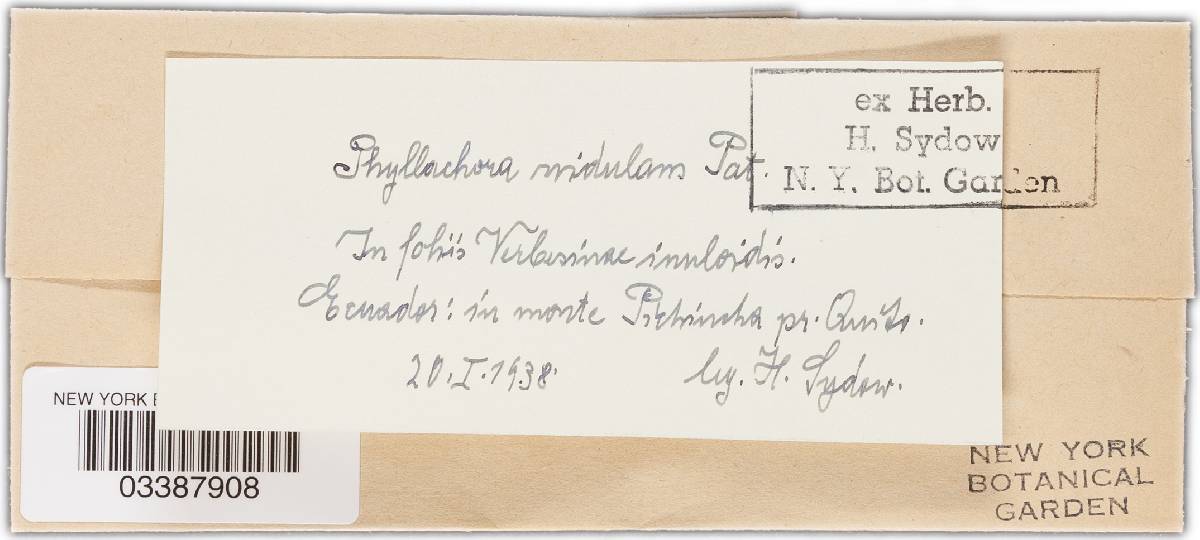 ex Herb.
H. Sydow
N. Y. Bot. Garden
Phyllachora nidulans Pat.
In foliis Verbesinae inuloidis.
Ecuador: in monte Pichincha pr. Quito.
20.I.1938. leg. H. Sydow.
NEW YORK
03387908
NEW YORK
BOTANICAL
GARDEN